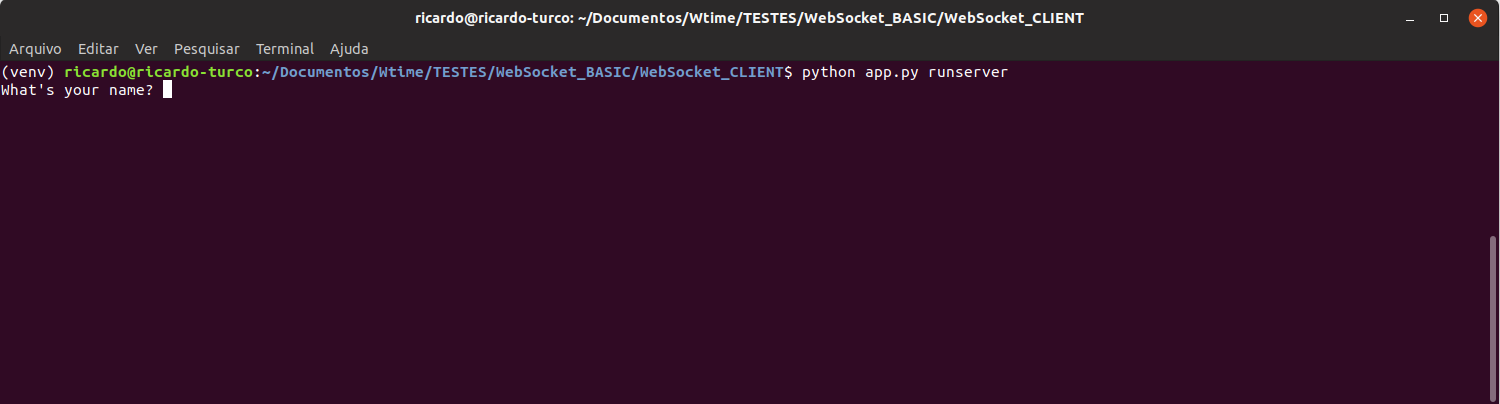 ricardo@ricardo-turco: ~/Documentos/Wtime/TESTES/WebSocket_BASIC/WebSocket_CLIENT
Arquivo Editar Ver Pesquisar Terminal Ajuda
(venv) ricardo@ricardo-turco:~/Documentos/Wtime/TESTES/WebSocket_BASIC/WebSocket_CLIENT$ python app.py runserver
What's your name?